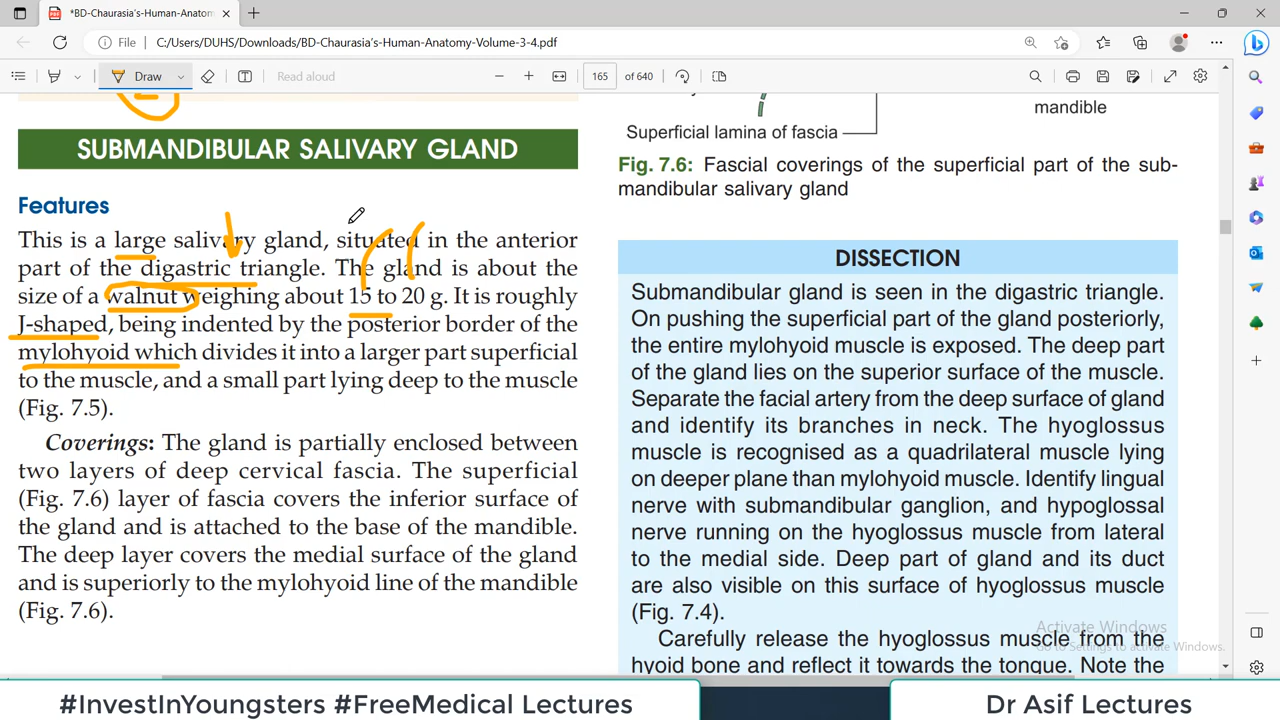 *BD-Chaurasia's-Human-Anatom
File
C:/Users/DUHS/Downloads/BD-Chaurasia's-Human-Anatomy-Volume-3-4.pdf
Draw
Read aloud
165 of 640
SUBMANDIBULAR SALIVARY GLAND
Features
This is a large salivary gland, situated in the anterior
part of the digastric triangle. The gland is about the
size of a walnut weighing about 15 to 20 g. It is roughly
J-shaped, being indented by the posterior border of the
mylohyoid which divides it into a larger part superficial
to the muscle, and a small part lying deep to the muscle
(Fig. 7.5).
Coverings: The gland is partially enclosed between
two layers of deep cervical fascia. The superficial
(Fig. 7.6) layer of fascia covers the inferior surface of
the gland and is attached to the base of the mandible.
The deep layer covers the medial surface of the gland
and is superiorly to the mylohyoid line of the mandible
(Fig. 7.6).
mandible
Superficial lamina of fascia
Fig. 7.6: Fascial coverings of the superficial part of the sub-
mandibular salivary gland
DISSECTION
Submandibular gland is seen in the digastric triangle.
On pushing the superficial part of the gland posteriorly,
the entire mylohyoid muscle is exposed. The deep part
of the gland lies on the superior surface of the muscle.
Separate the facial artery from the deep surface of gland
and identify its branches in neck. The hyoglossus
muscle is recognised as a quadrilateral muscle lying
on deeper plane than mylohyoid muscle. Identify lingual
nerve with submandibular ganglion, and hypoglossal
nerve running on the hyoglossus muscle from lateral
to the medial side. Deep part of gland and its duct
are also visible on this surface of hyoglossus muscle
(Fig. 7.4).
Carefully release the hyoglossus muscle from the
hyoid bone and reflect it towards the tongue. Note the
Activate Windows
Go to Settings to activate Windows.
#InvestInYoungsters #FreeMedical Lectures
Dr Asif Lectures